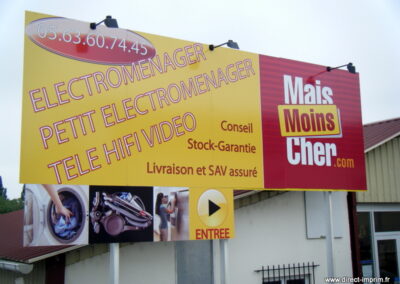 05.63.60.74.45
ELECTROMENAGER
PETIT ELECTROMENAGER
TELE HIFI VIDEO
Conseil
Stock-Garantie
Livraison et SAV assuré
ENTREE
Mais
Moins
Cher.com
www.direct-imprim.fr